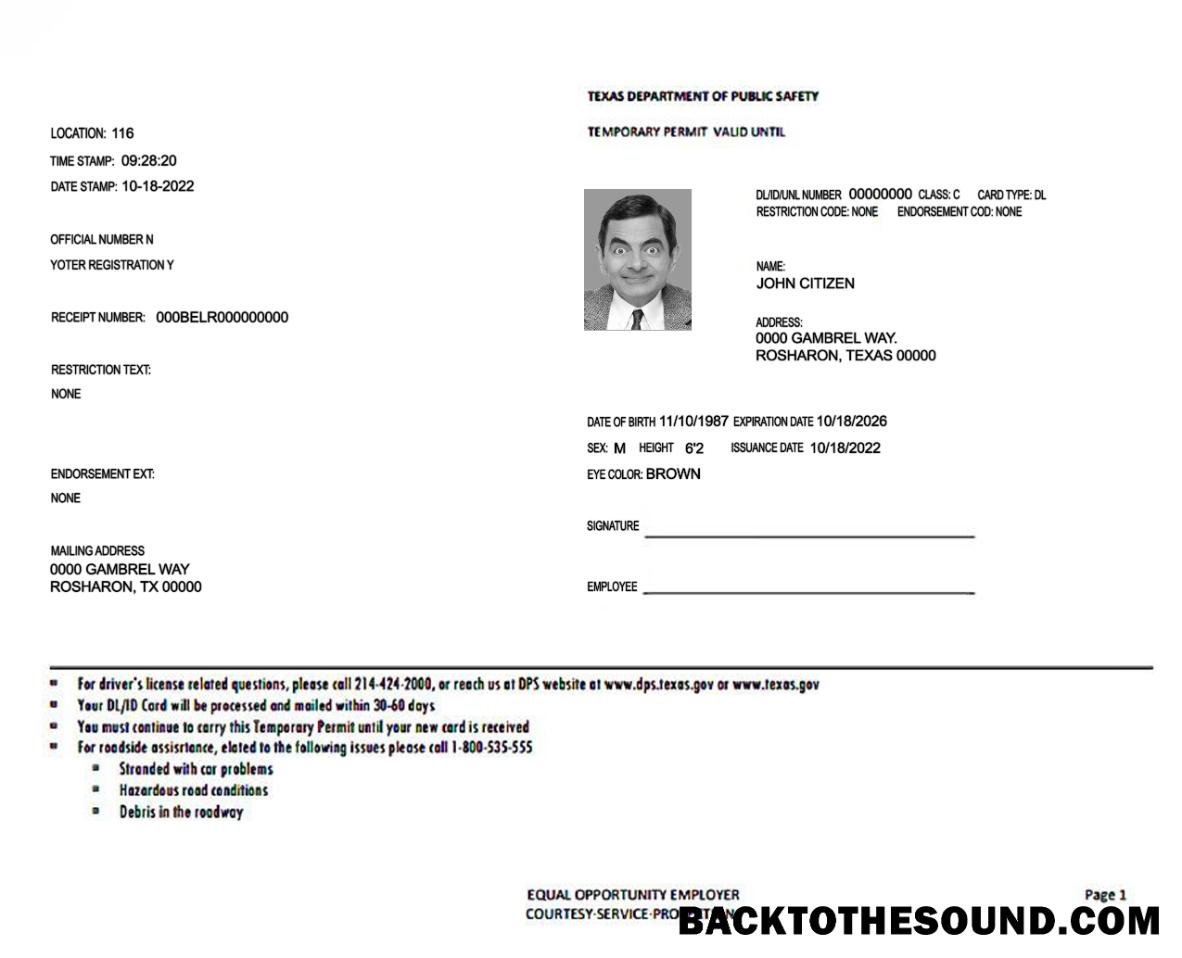 TEXAS DEPARTMENT OF PUBLIC SAFETY
TEMPORARY PERMIT VALID UNTIL
LOCATION: 116
TIME STAMP: 09:28:20
DATE STAMP: 10-18-2022
OFFICIAL NUMBER N
YOTER REGISTRATION Y
RECEIPT NUMBER: 000BELR000000000
RESTRICTION TEXT:
NONE
ENDORSEMENT EXT:
NONE
MAILING ADDRESS
0000 GAMBREL WAY
ROSHARON, TX 00000
DL/ID/UNL NUMBER 00000000 CLASS: C CARD TYPE: DL
RESTRICTION CODE: NONE ENDORSEMENT COD: NONE
NAME:
JOHN CITIZEN
ADDRESS:
0000 GAMBREL WAY.
ROSHARON, TEXAS 00000
DATE OF BIRTH 11/10/1987 EXPIRATION DATE 10/18/2026
SEX: M HEIGHT 6'2 ISSUANCE DATE 10/18/2022
EYE COLOR: BROWN
SIGNATURE
EMPLOYEE
For driver's license related questions, please call 214-424-2000, or reach us at DPS website at www.dps.texas.gov or www.texas.gov
Your DL/ID Card will be processed and mailed within 30-60 days
You must continue to carry this Temporary Permit until your new card is received
For roadside assisrtance, elated to the following issues please call 1-800-535-555
Stranded with car problems
Hazardous road conditions
Debris in the roadway
EQUAL OPPORTUNITY EMPLOYER
COURTESY·SERVICE·
Page 1
BACKTOTHESOUND.COM